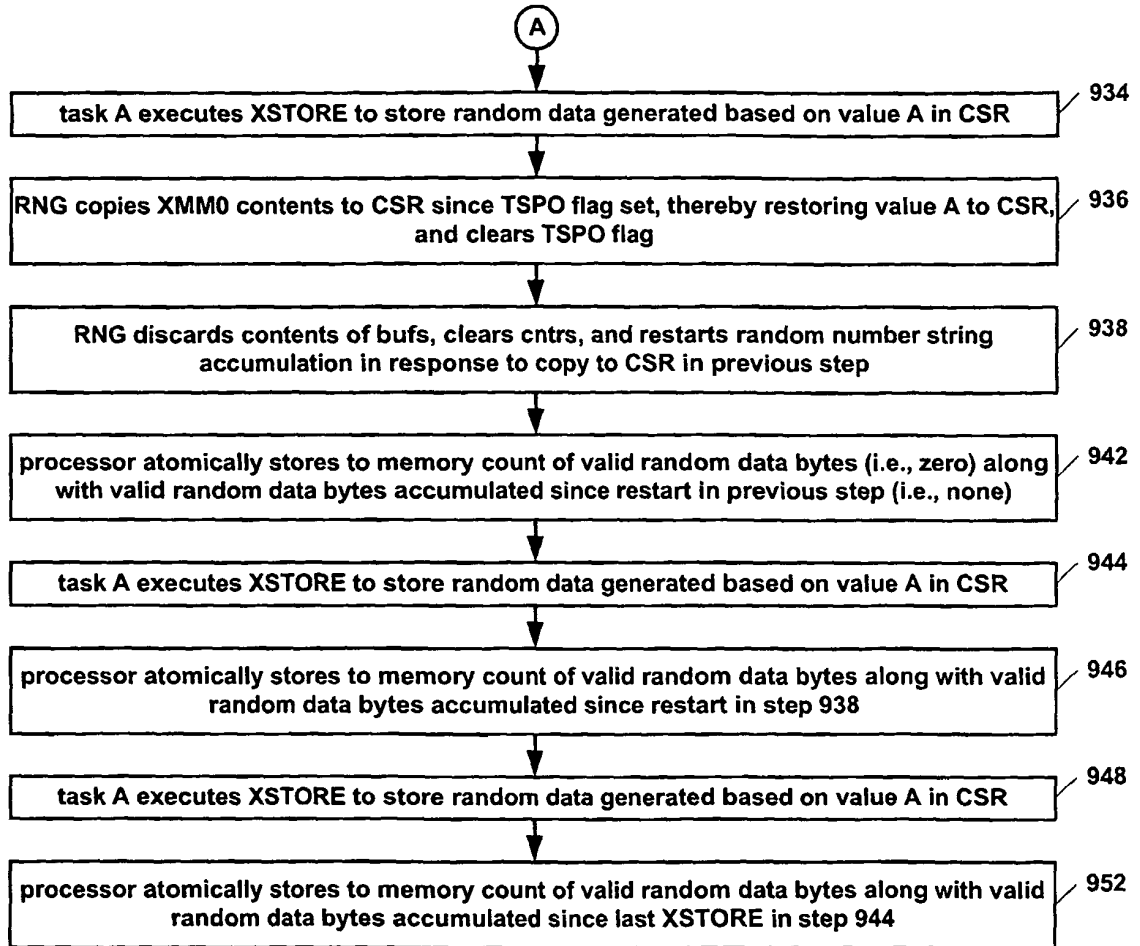 A
task A executes XSTORE to store random data generated based on value A in CSR
934
RNG copies XMM0 contents to CSR since TSPO flag set, thereby restoring value A to CSR,
and clears TSPO flag
936
RNG discards contents of bufs, clears cntrs, and restarts random number string
accumulation in response to copy to CSR in previous step
938
processor atomically stores to memory count of valid random data bytes (i.e., zero) along
with valid random data bytes accumulated since restart in previous step (i.e., none)
942
task A executes XSTORE to store random data generated based on value A in CSR
944
processor atomically stores to memory count of valid random data bytes along with valid
random data bytes accumulated since restart in step 938
946
task A executes XSTORE to store random data generated based on value A in CSR
948
processor atomically stores to memory count of valid random data bytes along with valid
random data bytes accumulated since last XSTORE in step 944
952